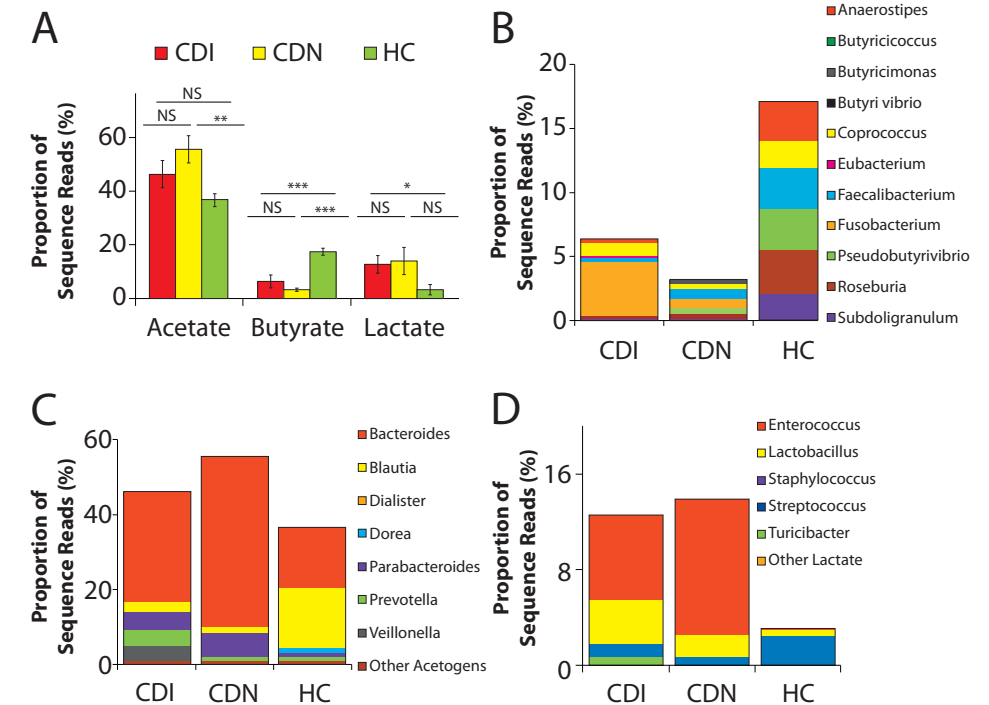 A
CDI CDN HC
Proportion of
Sequence Reads (%)
60
40
20
0
NS
NS **
***
NS ***
*
NS NS
Acetate Butyrate Lactate
B
Proportion of
Sequence Reads (%)
20
15
10
5
0
CDI CDN HC
Anaerostipes
Butyricicoccus
Butyricimonas
Butyri vibrio
Coprococcus
Eubacterium
Faecalibacterium
Fusobacterium
Pseudobutyrivibrio
Roseburia
Subdoligranulum
C
Proportion of
Sequence Reads (%)
60
40
20
0
CDI CDN HC
Bacteroides
Blautia
Dialister
Dorea
Parabacteroides
Prevotella
Veillonella
Other Acetogens
D
Proportion of
Sequence Reads (%)
16
8
0
CDI CDN HC
Enterococcus
Lactobacillus
Staphylococcus
Streptococcus
Turicibacter
Other Lactate